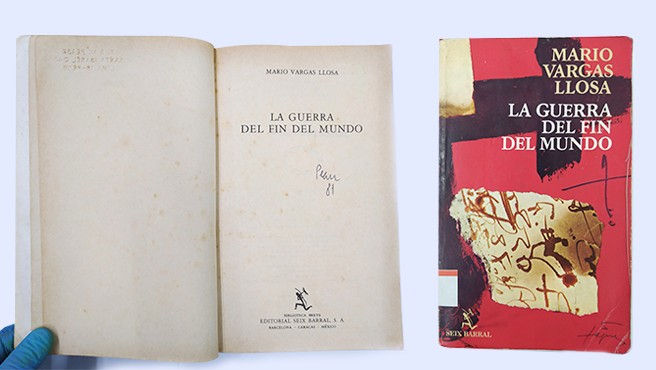 MARIO VARGAS LLOSA
LA GUERRA
DEL FIN DEL MUNDO
81
BIBLIOTECA BREVE
EDITORIAL SEIX BARRAL, S. A.
BARCELONA - CARACAS - MÉXICO
MARIO
VARGAS
LLOSA
LA GUERRA
DEL FIN
DEL MUNDO
SEIX BARRAL